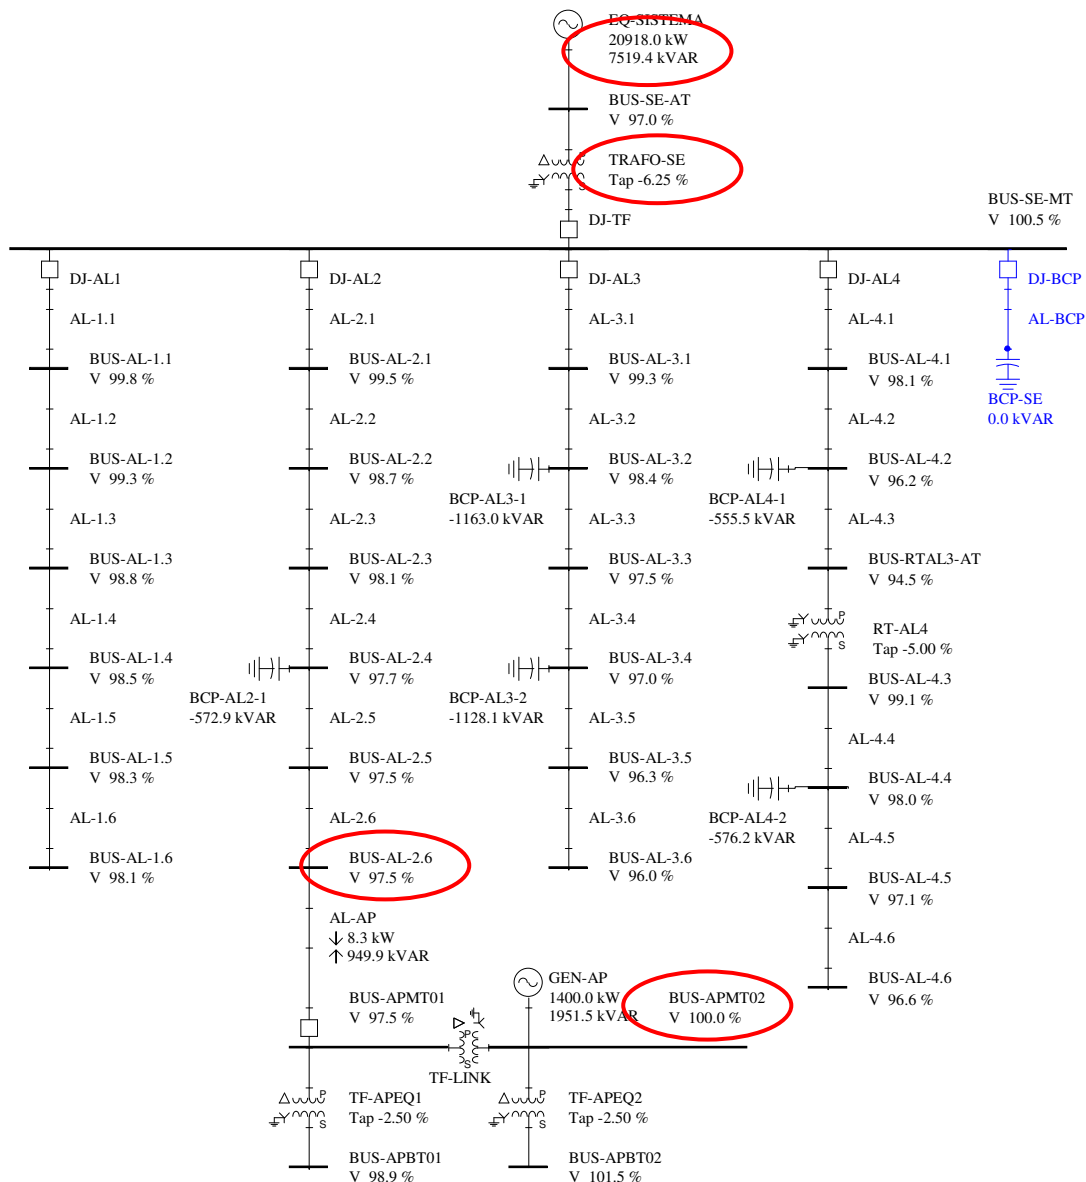 EQ-SISTEMA
20918.0 kW
7519.4 kVAR
BUS-SE-AT
V 97.0 %
P
TRAFO-SE
Tap -6.25 %
S
DJ-TF
BUS-SE-MT
V 100.5 %
DJ-AL1
DJ-AL2
DJ-AL3
DJ-AL4
DJ-BCP
AL-1.1
AL-2.1
AL-3.1
AL-4.1
AL-BCP
BUS-AL-1.1
V 99.8 %
BUS-AL-2.1
V 99.5 %
BUS-AL-3.1
V 99.3 %
BUS-AL-4.1
V 98.1 %
BCP-SE
0.0 kVAR
AL-1.2
AL-2.2
AL-3.2
AL-4.2
BUS-AL-1.2
V 99.3 %
BUS-AL-2.2
V 98.7 %
BUS-AL-3.2
V 98.4 %
BUS-AL-4.2
V 96.2 %
BCP-AL3-1
-1163.0 kVAR
BCP-AL4-1
-555.5 kVAR
AL-1.3
AL-2.3
AL-3.3
AL-4.3
BUS-AL-1.3
V 98.8 %
BUS-AL-2.3
V 98.1 %
BUS-AL-3.3
V 97.5 %
BUS-RTAL3-AT
V 94.5 %
AL-1.4
AL-2.4
AL-3.4
P
RT-AL4
Tap -5.00 %
S
BUS-AL-1.4
V 98.5 %
BUS-AL-2.4
V 97.7 %
BUS-AL-3.4
V 97.0 %
BUS-AL-4.3
V 99.1 %
BCP-AL2-1
-572.9 kVAR
BCP-AL3-2
-1128.1 kVAR
AL-1.5
AL-2.5
AL-3.5
AL-4.4
BUS-AL-1.5
V 98.3 %
BUS-AL-2.5
V 97.5 %
BUS-AL-3.5
V 96.3 %
BUS-AL-4.4
V 98.0 %
BCP-AL4-2
-576.2 kVAR
AL-1.6
AL-2.6
AL-3.6
AL-4.5
BUS-AL-1.6
V 98.1 %
BUS-AL-2.6
V 97.5 %
BUS-AL-3.6
V 96.0 %
BUS-AL-4.5
V 97.1 %
AL-AP
8.3 kW
949.9 kVAR
AL-4.6
BUS-AL-4.6
V 96.6 %
GEN-AP
1400.0 kW
1951.5 kVAR
BUS-APMT01
V 97.5 %
BUS-APMT02
V 100.0 %
P
S
TF-LINK
P
TF-APEQ1
Tap -2.50 %
S
P
TF-APEQ2
Tap -2.50 %
S
BUS-APBT01
V 98.9 %
BUS-APBT02
V 101.5 %